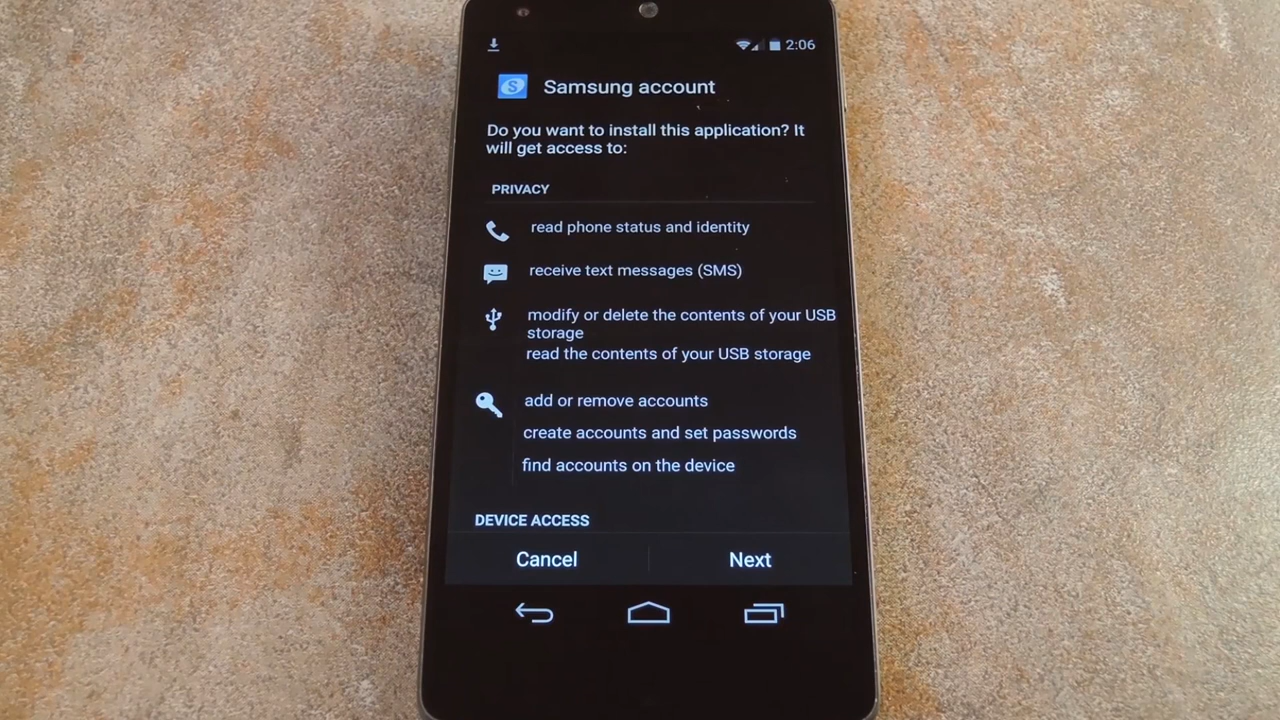 2:06
Samsung account
Do you want to install this application? It
will get access to:
PRIVACY
read phone status and identity
receive text messages (SMS)
modify or delete the contents of your USB
storage
read the contents of your USB storage
add or remove accounts
create accounts and set passwords
find accounts on the device
DEVICE ACCESS
Cancel Next